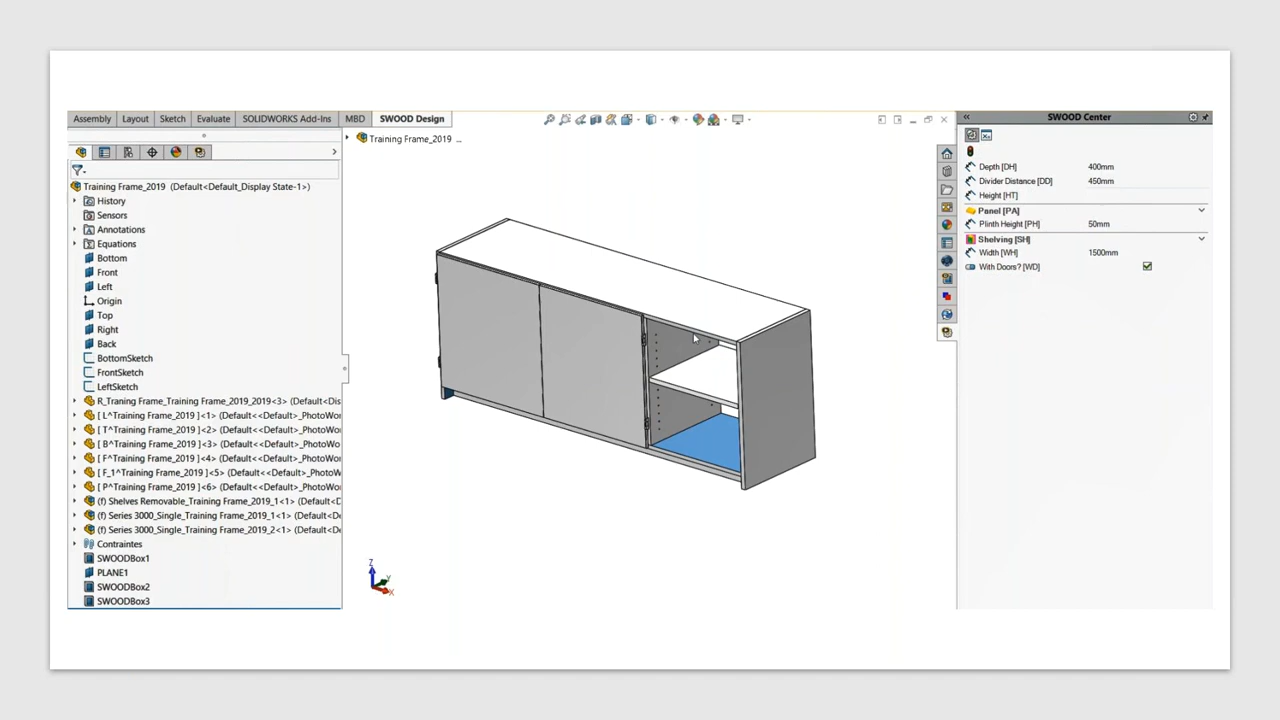 Assembly Layout Sketch Evaluate SOLIDWORKS Add-Ins MBD SWOOD Design
Training Frame_2019 ...
Training Frame_2019 (Default<Default_Display State-1>)
History
Sensors
Annotations
Equations
Bottom
Front
Left
Origin
Top
Right
Back
BottomSketch
FrontSketch
LeftSketch
R_Traning Frame_Training Frame_2019_2019<3> (Default<Dis
[ L^Training Frame_2019 ]<1> (Default<<Default>_PhotoWor
[ T^Training Frame_2019 ]<2> (Default<<Default>_PhotoWo
[ B^Training Frame_2019 ]<3> (Default<<Default>_PhotoWo
[ F^Training Frame_2019 ]<4> (Default<<Default>_PhotoWor
[ F_1^Training Frame_2019 ]<5> (Default<<Default>_PhotoW
[ P^Training Frame_2019 ]<6> (Default<<Default>_PhotoWo
(f) Shelves Removable_Training Frame_2019_1<1> (Default<D
(f) Series 3000_Single_Training Frame_2019_1<1> (Default<De
(f) Series 3000_Single_Training Frame_2019_2<1> (Default<De
Contraintes
SWOODBox1
PLANE1
SWOODBox2
SWOODBox3
Z
Y
X
SWOOD Center
Depth [DH] 400mm
Divider Distance [DD] 450mm
Height [HT]
Panel [PA]
Plinth Height [PH] 50mm
Shelving [SH]
Width [WH] 1500mm
With Doors? [WD]